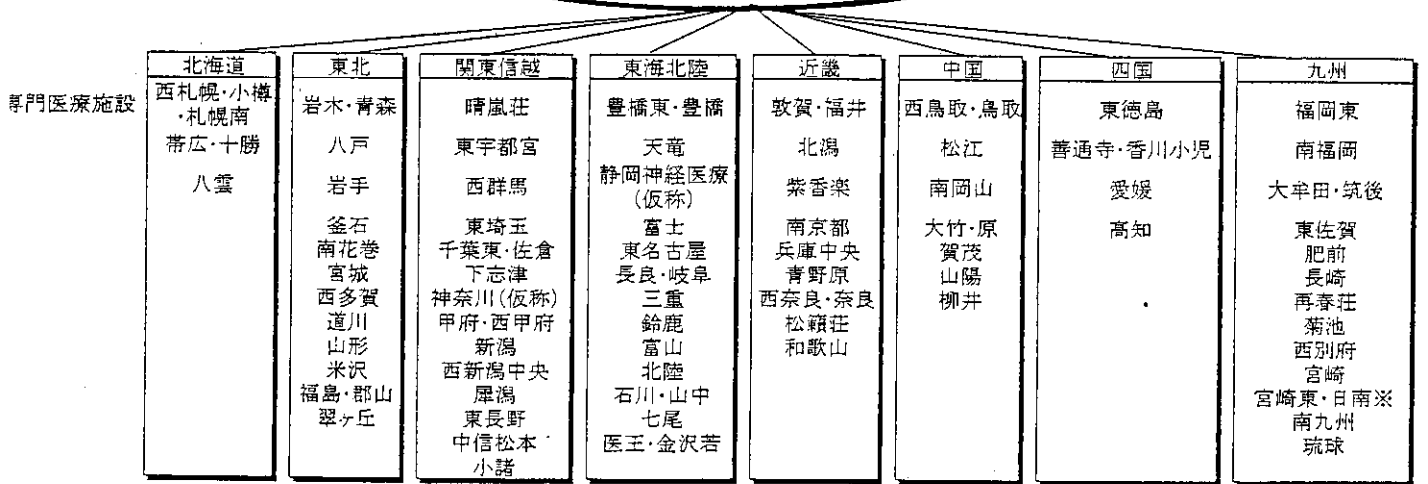 専門医療施設
北海道
西札幌・小樽
・札幌南
帯広・十勝
八雲
東北
岩木・青森
八戸
岩手
釜石
南花巻
宮城
西多賀
道川
山形
米沢
福島・郡山
翠ヶ丘
関東信越
晴嵐荘
東宇都宮
西群馬
東埼玉
千葉東・佐倉
下志津
神奈川(仮称)
甲府・西甲府
新潟
西新潟中央
犀潟
東長野
中信松本
小諸
東海北陸
豊橋東・豊橋
天竜
静岡神経医療
(仮称)
富士
東名古屋
長良・岐阜
三重
鈴鹿
富山
北陸
石川・山中
七尾
医王・金沢若
近畿
敦賀・福井
北潟
紫香楽
南京都
兵庫中央
青野原
西奈良・奈良
松籟荘
和歌山
中国
西鳥取・鳥取
松江
南岡山
大竹・原
賀茂
山陽
柳井
四国
東徳島
善通寺・香川小児
愛媛
高知
九州
福岡東
南福岡
大牟田・筑後
東佐賀
肥前
長崎
再春荘
菊池
西別府
宮崎
宮崎東・日南※
南九州
琉球